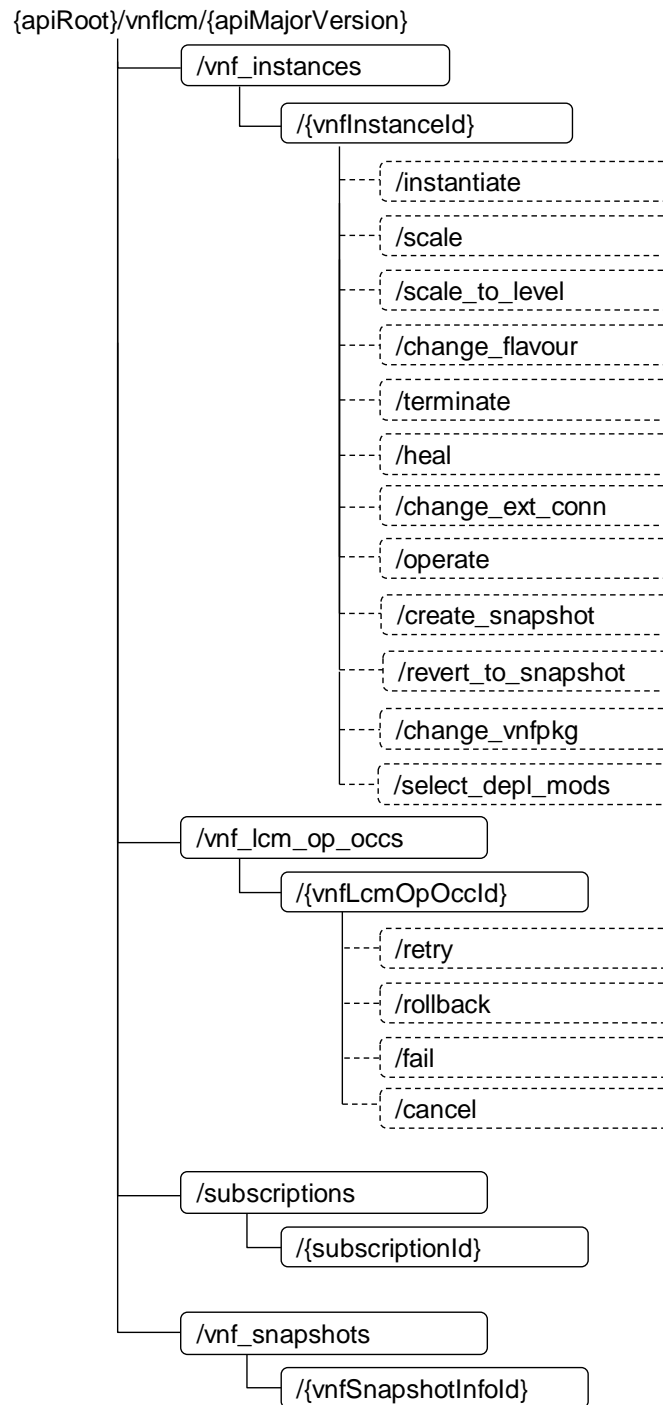 {apiRoot}/vnflcm/{apiMajorVersion}
/vnf_instances
/{vnfInstanceId}
/instantiate
/scale
/scale_to_level
/change_flavour
/terminate
/heal
/change_ext_conn
/operate
/create_snapshot
/revert_to_snapshot
/change_vnfpkg
/select_depl_mods
/vnf_lcm_op_occs
/{vnfLcmOpOccId}
/retry
/rollback
/fail
/cancel
/subscriptions
/{subscriptionId}
/vnf_snapshots
/{vnfSnapshotInfoId}